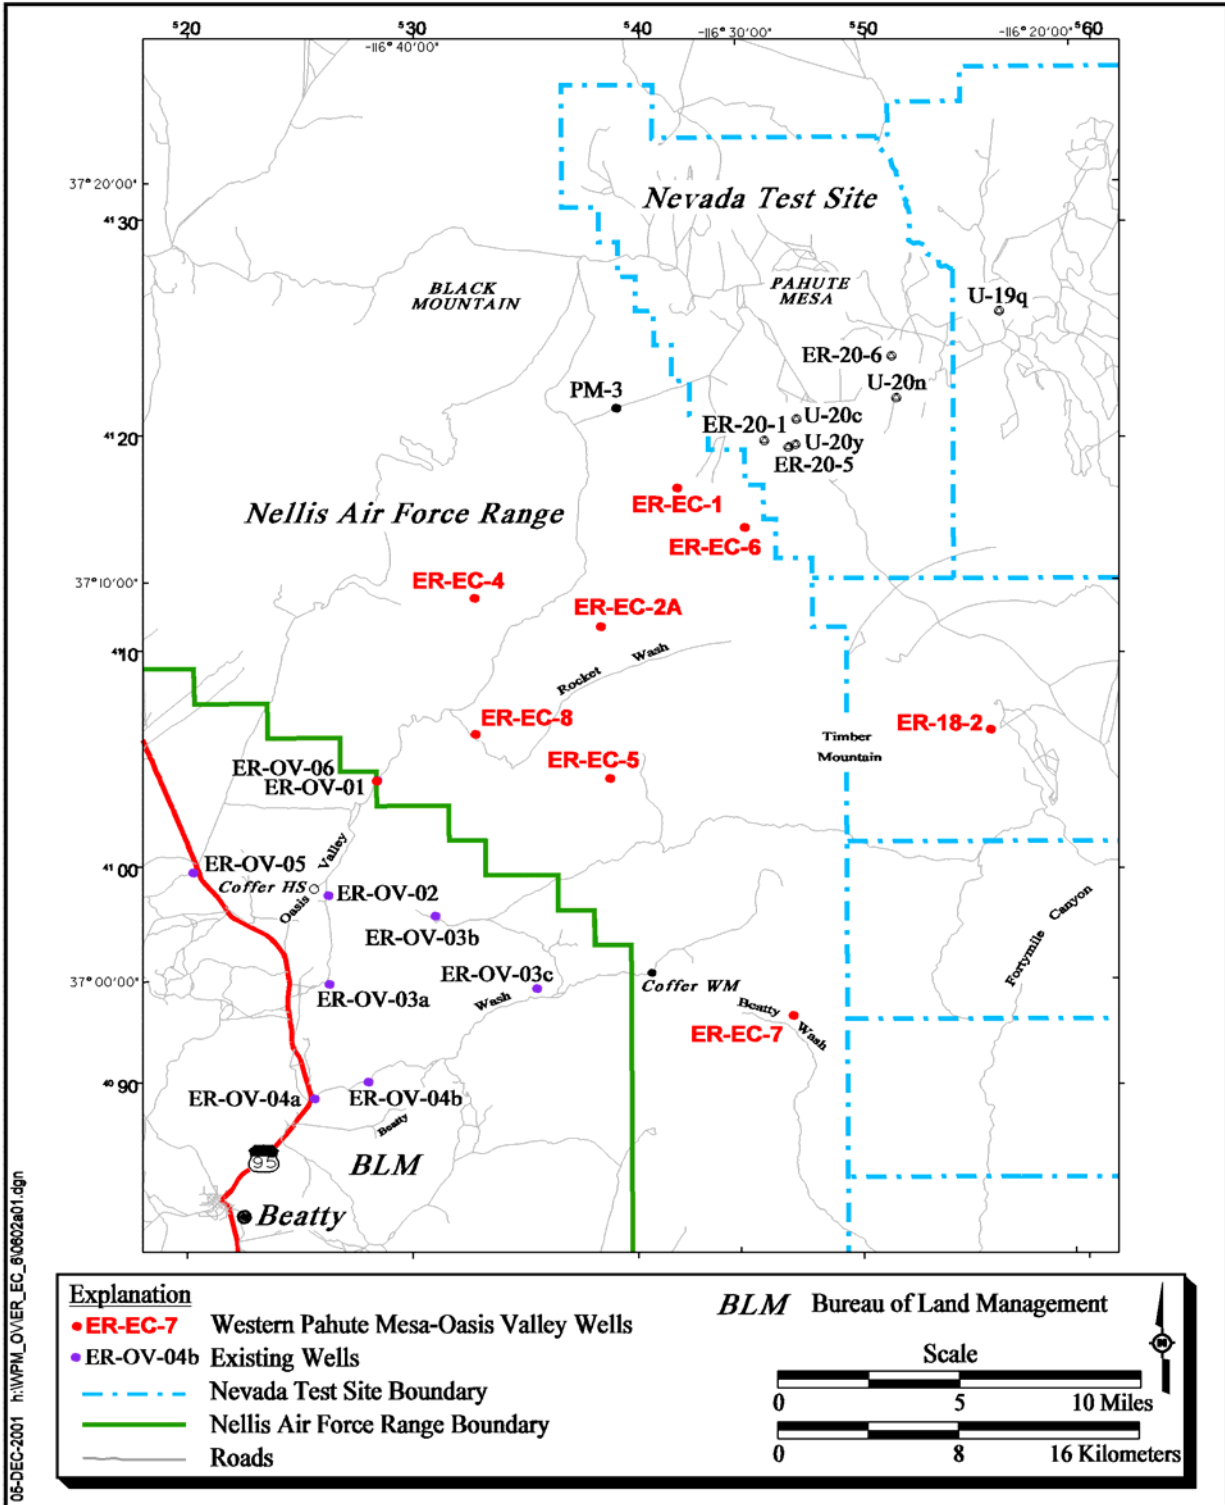 520
530
540
550
560
-116° 40'00"
-116° 30'00"
-116° 20'00"
37° 20'00"
4130
Nevada Test Site
BLACK
MOUNTAIN
PAHUTE
MESA
U-19q
ER-20-6
PM-3
U-20n
U-20c
ER-20-1
4120
U-20y
ER-20-5
ER-EC-1
Nellis Air Force Range
ER-EC-6
37° 10'00"
ER-EC-4
ER-EC-2A
4110
Rocket Wash
ER-EC-8
ER-18-2
Timber
Mountain
ER-EC-5
ER-OV-06
ER-OV-01
4100
ER-OV-05
Coffer HS
Oasis Valley
ER-OV-02
Fortymile Canyon
ER-OV-03b
ER-OV-03c
37° 00'00"
Coffer WM
ER-OV-03a
Wash
Beatty Wash
ER-EC-7
4090
ER-OV-04a
ER-OV-04b
Beatty
BLM
95
Beatty
Explanation
ER-EC-7 Western Pahute Mesa-Oasis Valley Wells
ER-OV-04b Existing Wells
Nevada Test Site Boundary
Nellis Air Force Range Boundary
Roads
BLM Bureau of Land Management
N
Scale
0 5 10 Miles
0 8 16 Kilometers
05-DEC-2001 h:\WPM_OV\ER_EC_6\0602a01.dgn